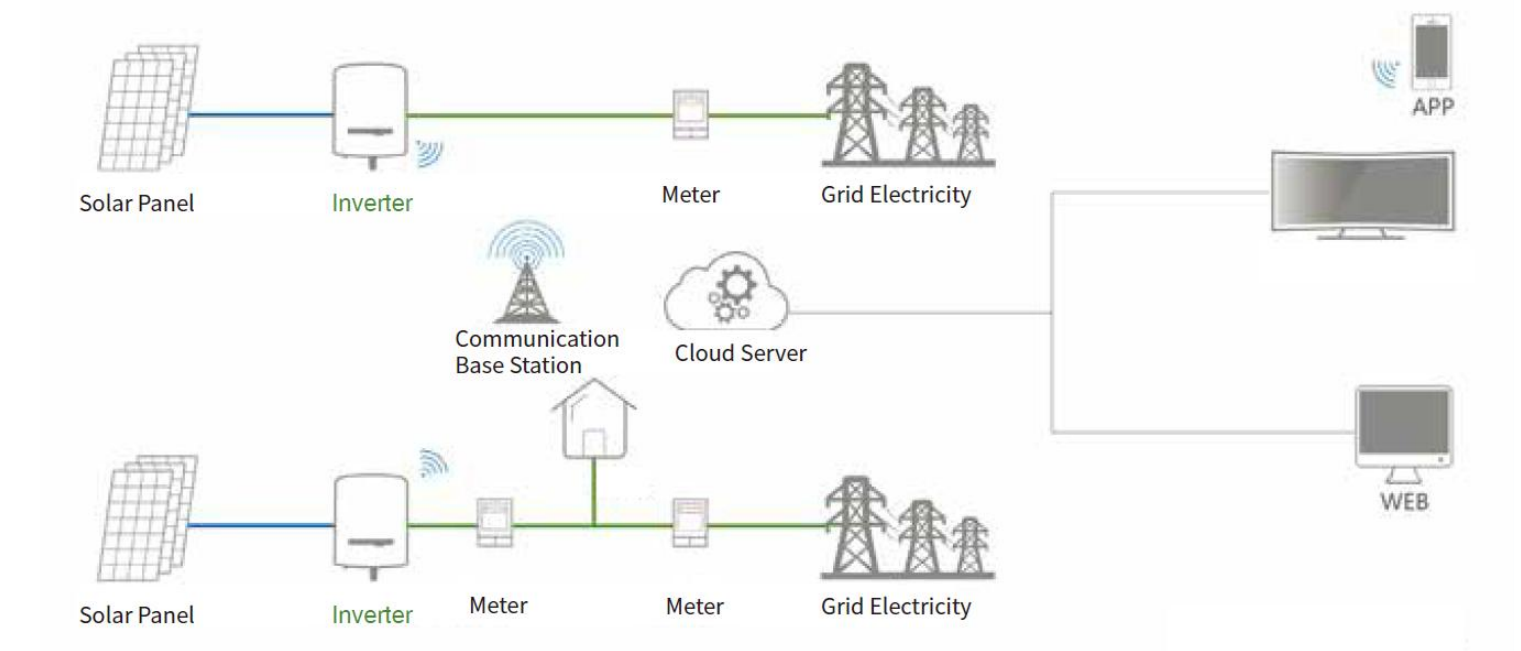 APP
Solar Panel
Inverter
Meter
Grid Electricity
Communication
Base Station
Cloud Server
WEB
Solar Panel
Inverter
Meter
Meter
Grid Electricity